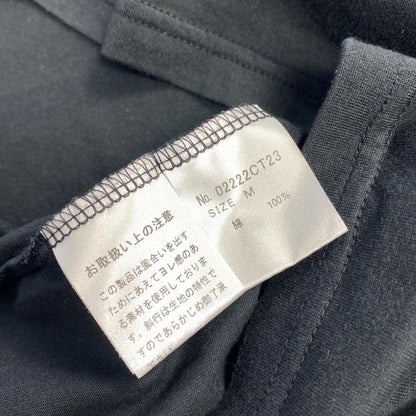 No. 02222CT23
SIZE M
綿 100%
お取扱い上の注意
この製品は風合いを出す
ためにあえてヨレ感のあ
る素材を使用しておりま
す。斜行は生地の特性で
すのであらかじめ御了承